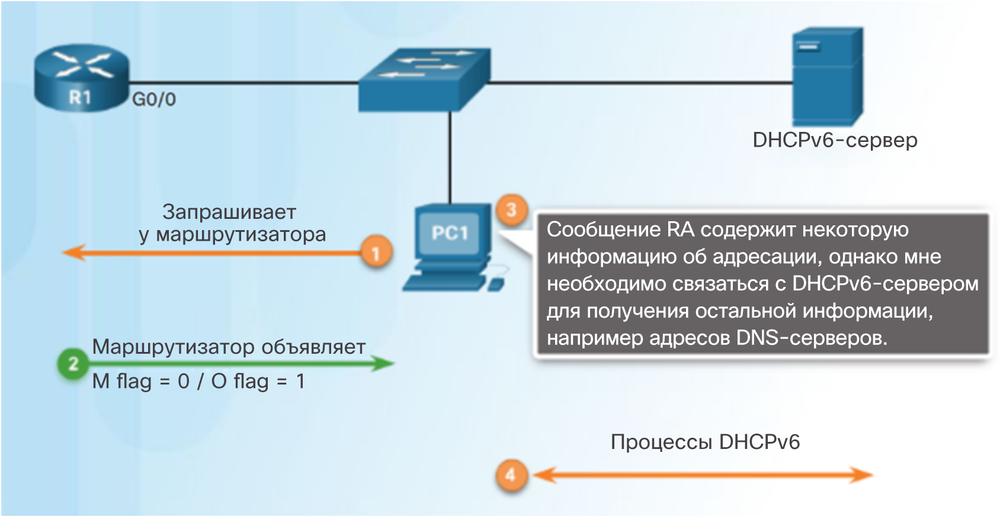 R1
G0/0
DHCPv6-сервер
Запрашивает
у маршрутизатора
1
PC1
3
Сообщение RA содержит некоторую
информацию об адресации, однако мне
необходимо связаться с DHCPv6-сервером
для получения остальной информации,
например адресов DNS-серверов.
2
Маршрутизатор объявляет
M flag = 0 / O flag = 1
Процессы DHCPv6
4